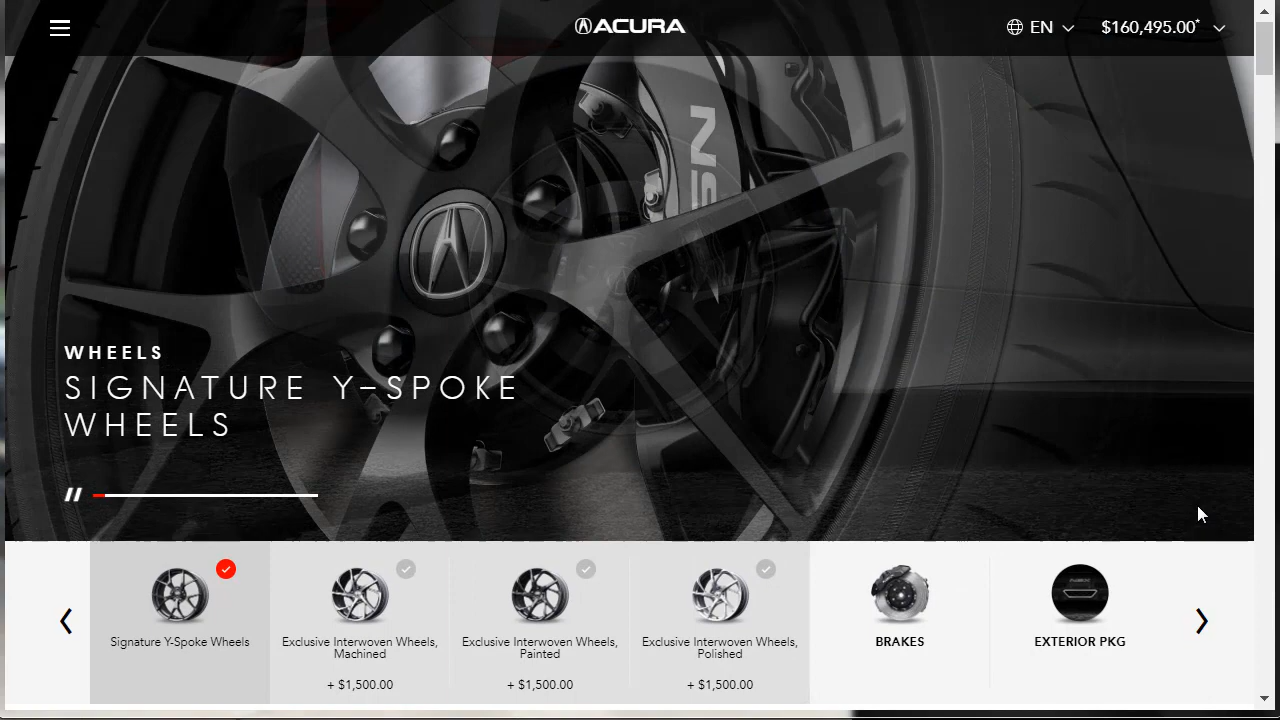 ACURA
EN
$160,495.00*
WHEELS
SIGNATURE Y–SPOKE
WHEELS
Signature Y-Spoke Wheels
Exclusive Interwoven Wheels,
Machined
+ $1,500.00
Exclusive Interwoven Wheels,
Painted
+ $1,500.00
Exclusive Interwoven Wheels,
Polished
+ $1,500.00
BRAKES
EXTERIOR PKG